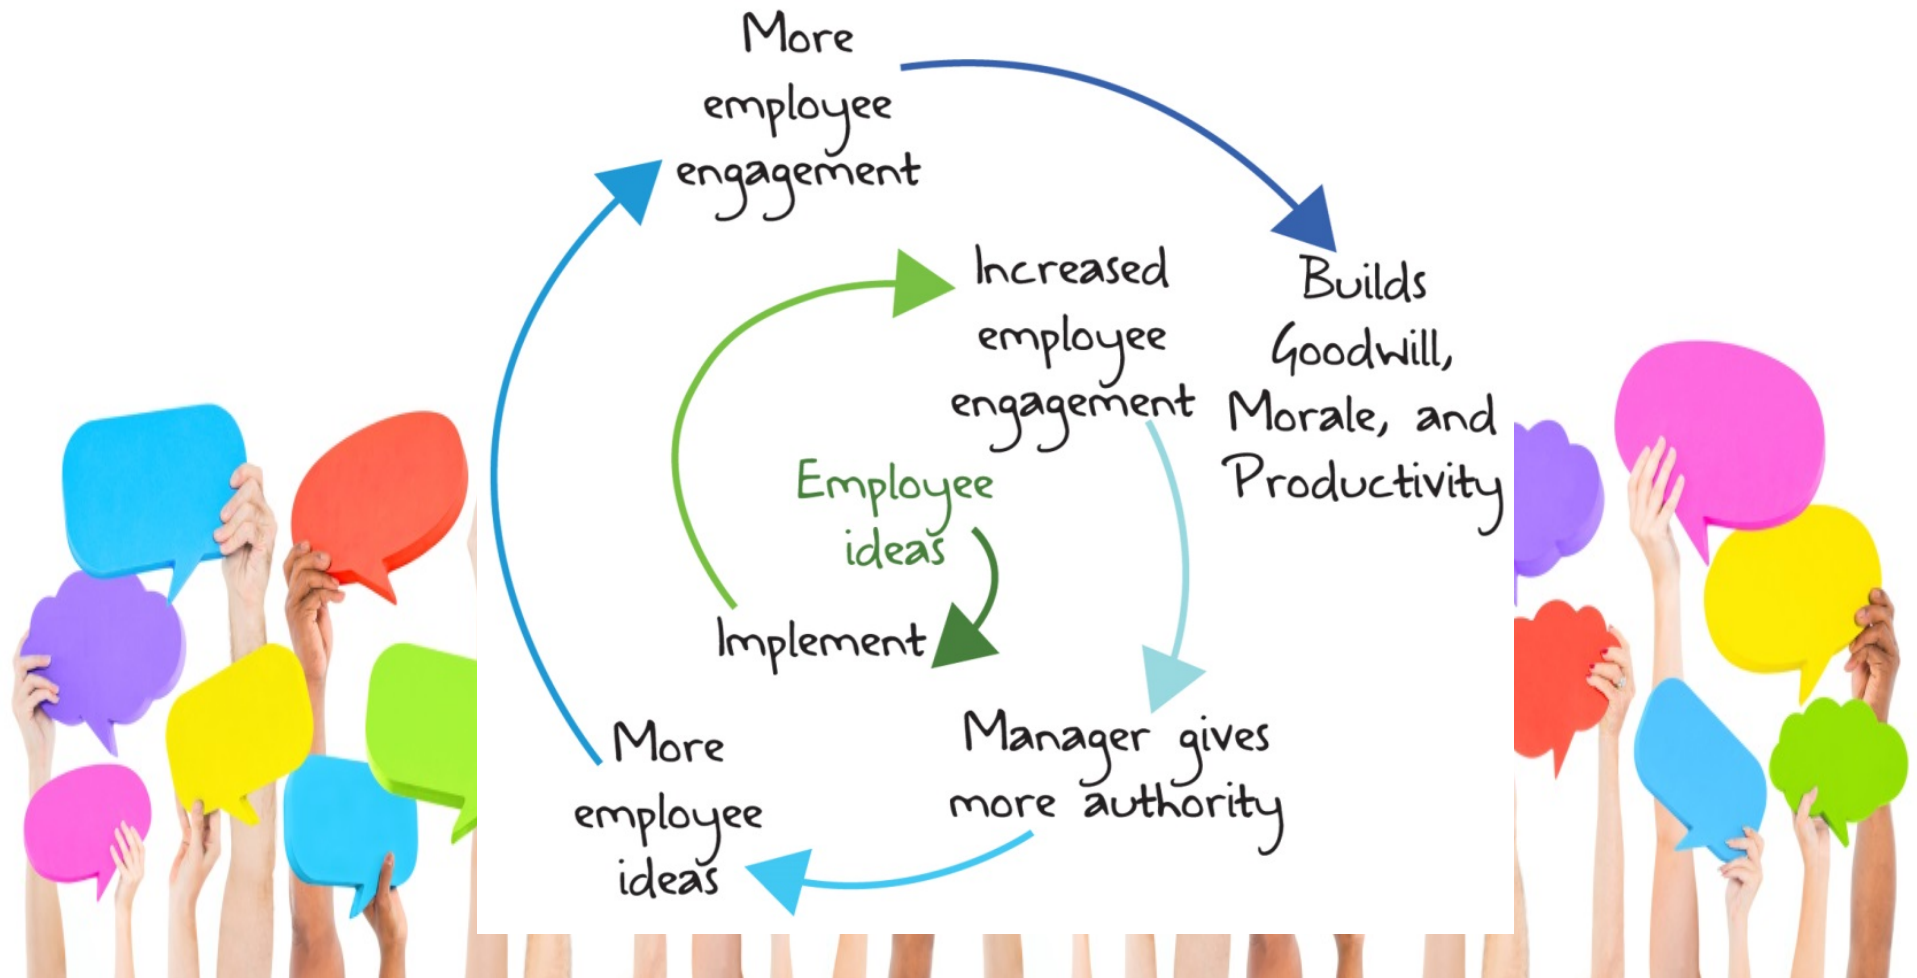 More
employee
engagement
Increased
employee
engagement
Builds
Goodwill,
Morale, and
Productivity
Employee
ideas
Implement
Manager gives
more authority
More
employee
ideas